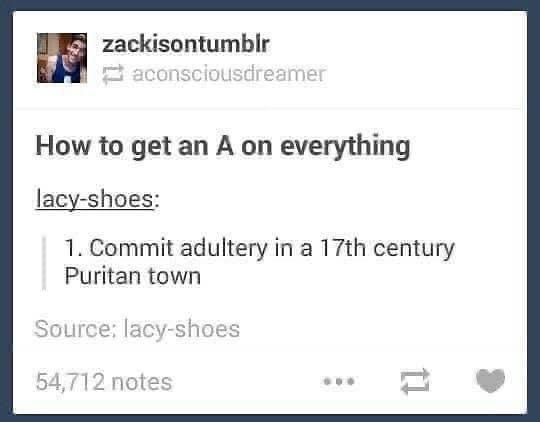 zackisontumblr
aconsciousdreamer
How to get an A on everything
lacy-shoes:
1. Commit adultery in a 17th century
Puritan town
Source: lacy-shoes
54,712 notes